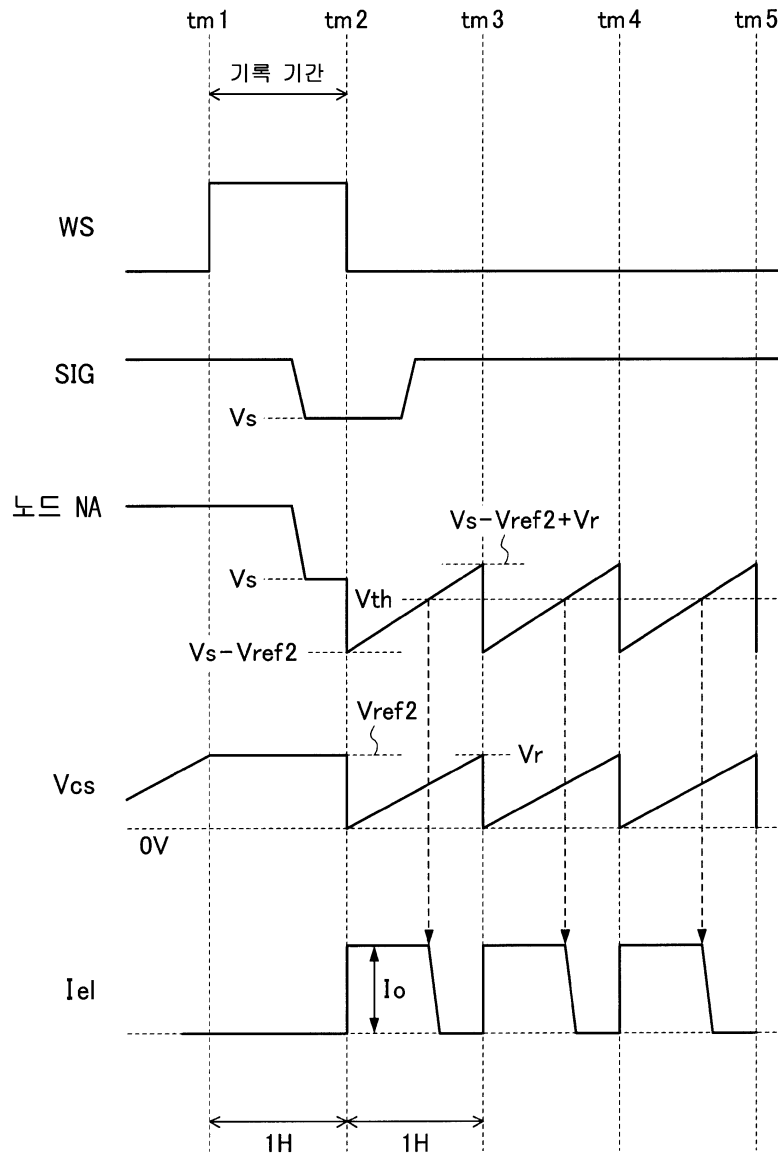 tm1 tm2 tm3 tm4 tm5
기록 기간
WS
SIG
Vs
노드 NA
Vs-Vref2+Vr
Vs
Vth
Vs-Vref2
Vref2
Vr
Vcs
0V
Iel
Io
1H 1H